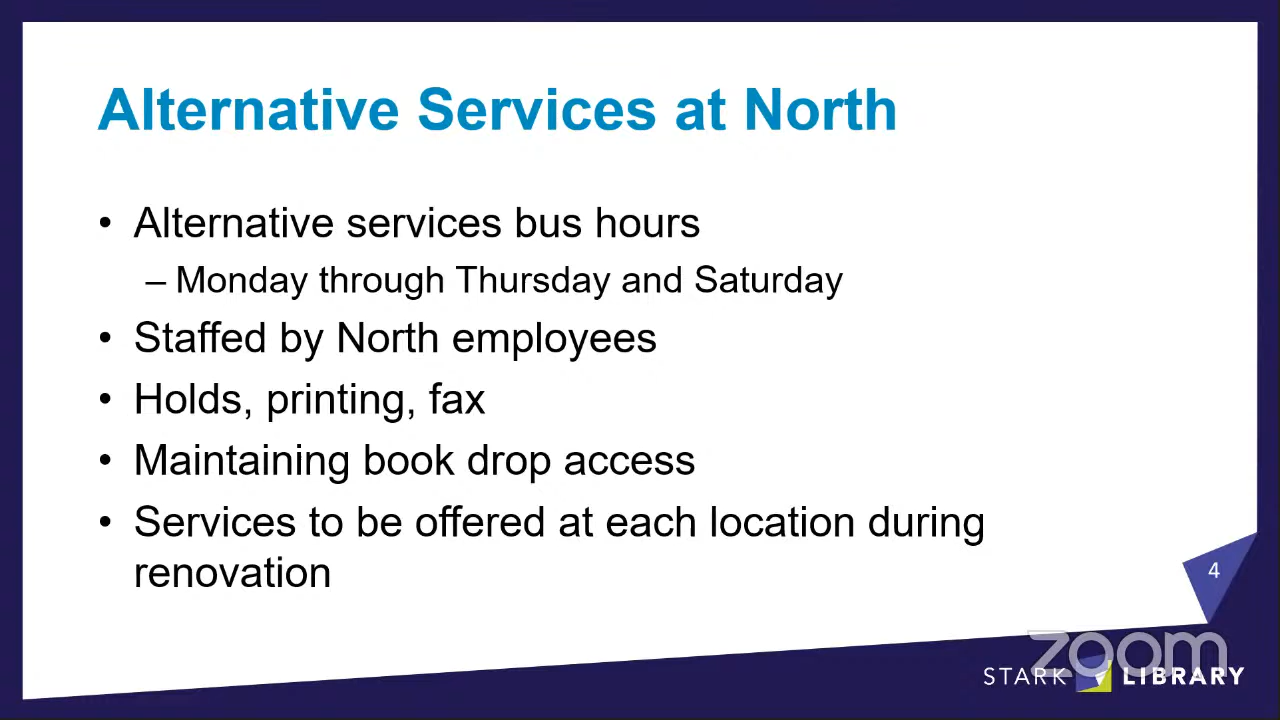 Alternative Services at North
• Alternative services bus hours
– Monday through Thursday and Saturday
• Staffed by North employees
• Holds, printing, fax
• Maintaining book drop access
• Services to be offered at each location during
renovation
4
zoom
STARK LIBRARY